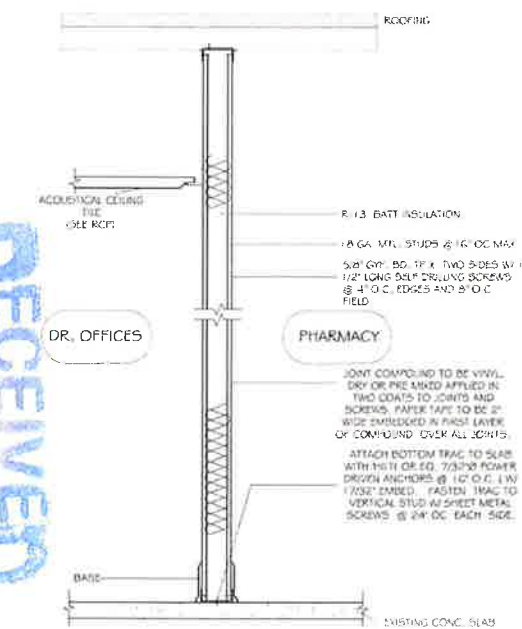 ROOFING
ACOUSTICAL CEILING
TILE
(SEE RCP)
R-13 BATT INSULATION
18 GA. MTL. STUDS @ 16" OC MAX
5/8" GYP. BD. TYP. TWO SIDES W/
1/2" LONG SELF DRILLING SCREWS
@ 4" O.C. EDGES AND 8" O.C
FIELD
DR. OFFICES
PHARMACY
JOINT COMPOUND TO BE VINYL,
DRY OR PRE MIXED APPLIED IN
TWO COATS TO JOINTS AND
SCREWS. PAPER TAPE TO BE 2"
WIDE EMBEDDED IN FIRST LAYER
OF COMPOUND OVER ALL JOINTS.
ATTACH BOTTOM TRAC TO SLAB
WITH HILTI OR EQ. POWER
DRIVEN ANCHORS @ O.C. W/
EMBED. FASTEN TRAC TO
VERTICAL STUD W/ SHEET METAL
SCREWS @ 24" OC EACH SIDE.
BASE
EXISTING CONC. SLAB
RECEIVED